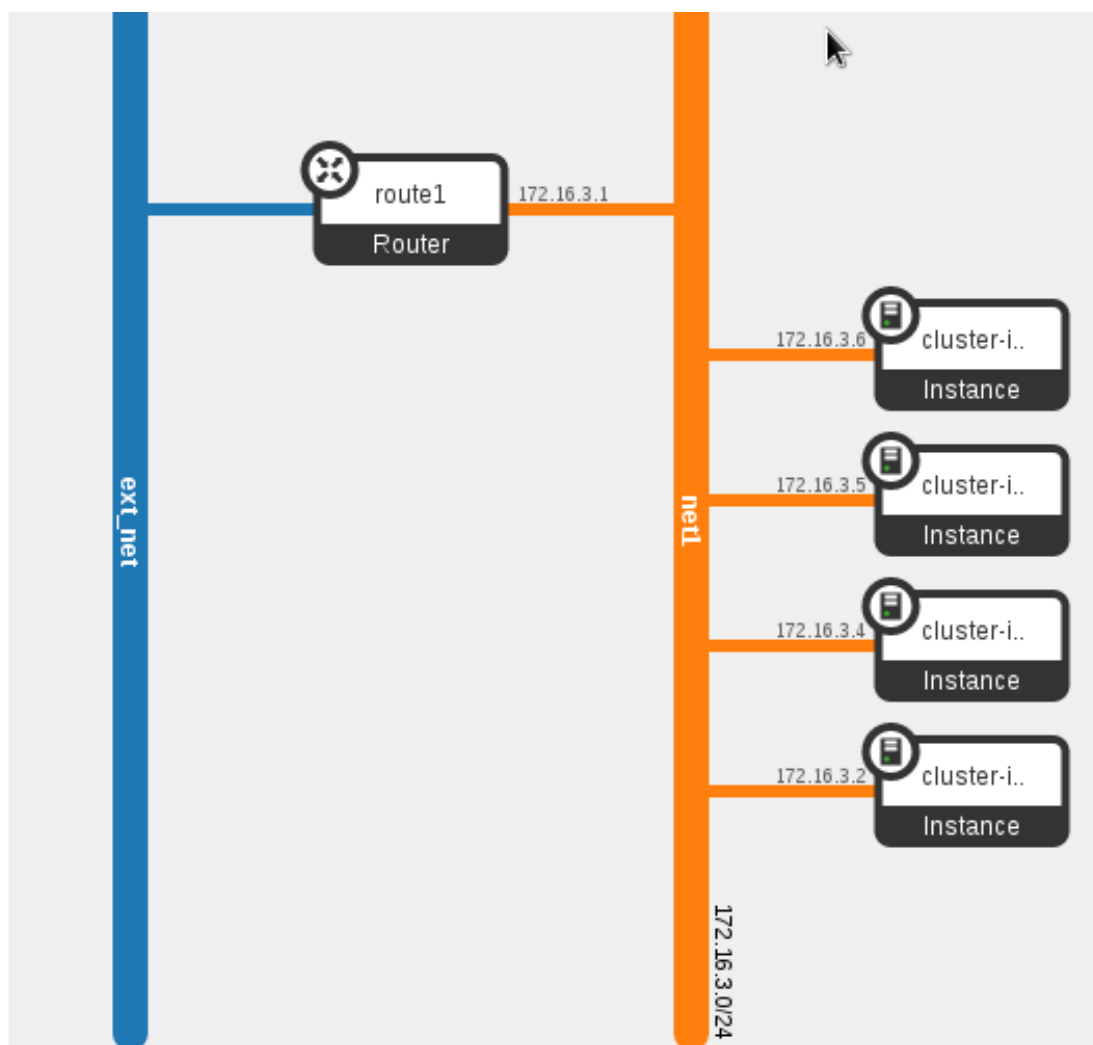 route1
Router
172.16.3.1
172.16.3.6
cluster-i..
Instance
ext_net
net1
172.16.3.5
cluster-i..
Instance
172.16.3.4
cluster-i..
Instance
172.16.3.2
cluster-i..
Instance
172.16.3.0/24